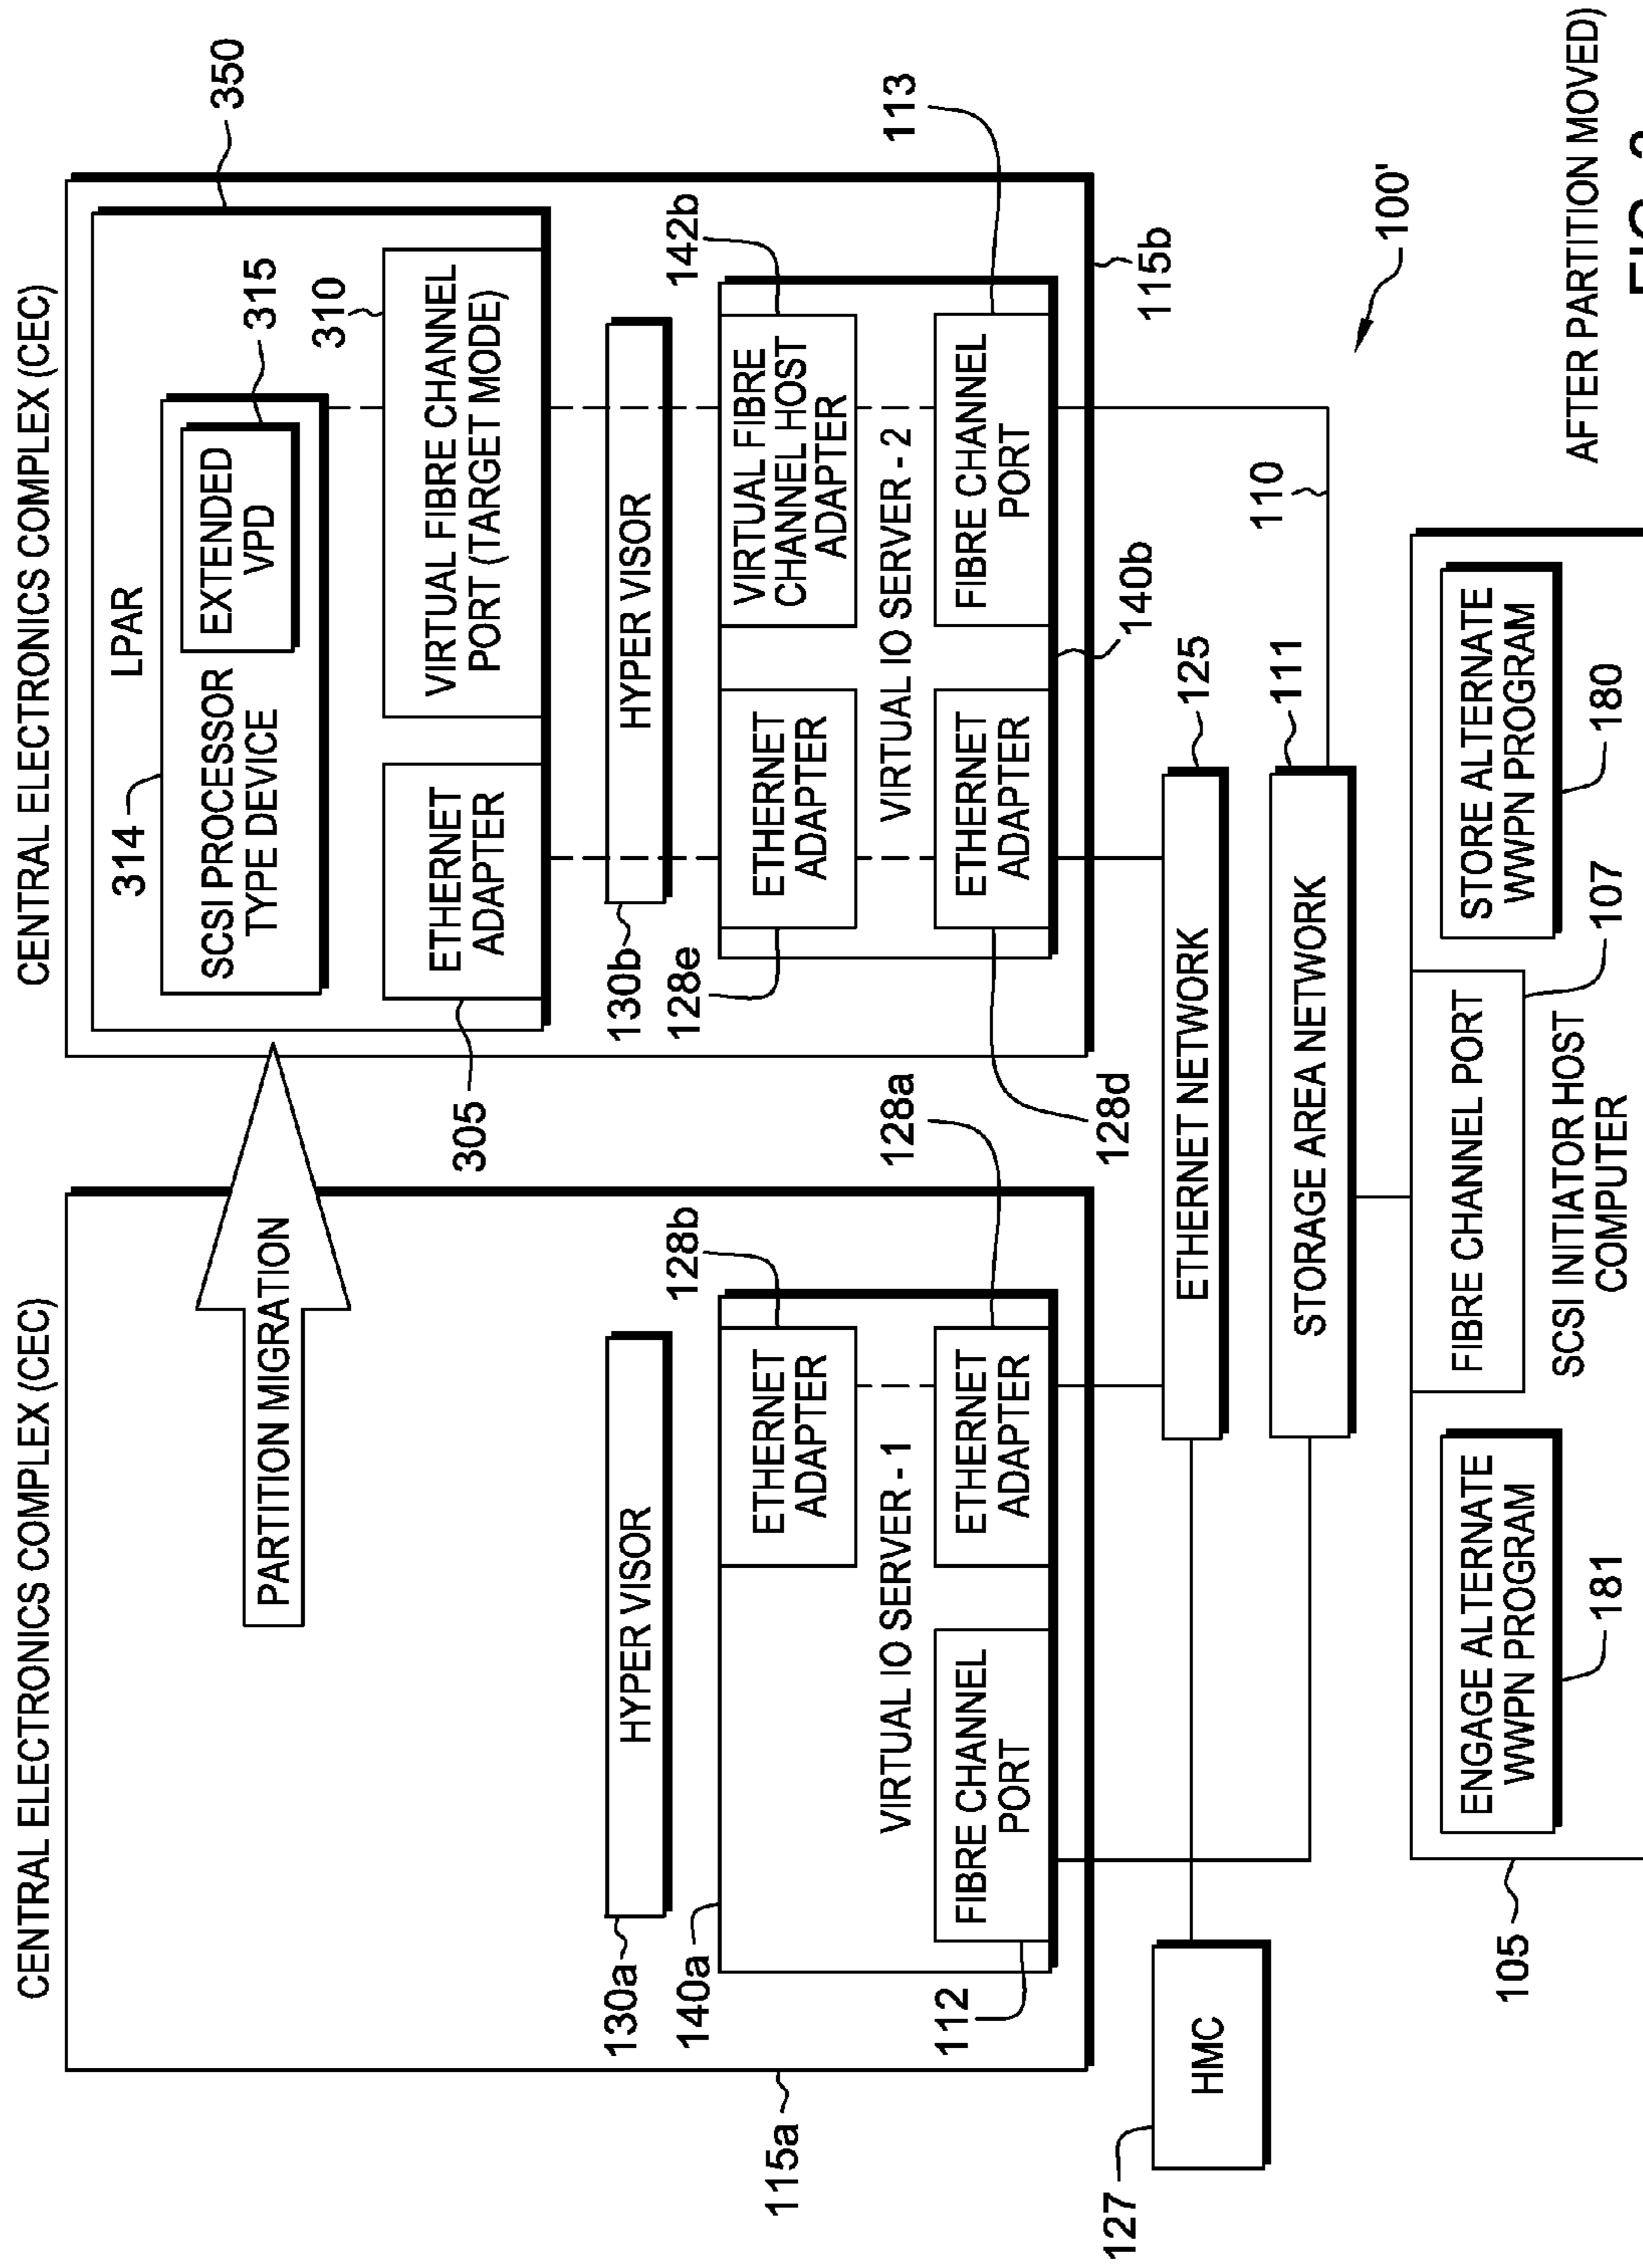 CENTRAL ELECTRONICS COMPLEX (CEC)
PARTITION MIGRATION
HYPER VISOR
130a
140a
ETHERNET
ADAPTER
128b
VIRTUAL IO SERVER - 1
FIBRE CHANNEL
PORT
112
ETHERNET
ADAPTER
128a
115a
CENTRAL ELECTRONICS COMPLEX (CEC)
350
LPAR
314
SCSI PROCESSOR
TYPE DEVICE
EXTENDED
VPD
315
ETHERNET
ADAPTER
305
310
VIRTUAL FIBRE CHANNEL
PORT (TARGET MODE)
HYPER VISOR
130b
128e
ETHERNET
ADAPTER
VIRTUAL FIBRE
CHANNEL HOST
ADAPTER
142b
VIRTUAL IO SERVER - 2
ETHERNET
ADAPTER
128d
FIBRE CHANNEL
PORT
113
140b
115b
127
HMC
ETHERNET NETWORK
125
STORAGE AREA NETWORK
111
110
100'
105
ENGAGE ALTERNATE
WWPN PROGRAM
181
FIBRE CHANNEL PORT
107
SCSI INITIATOR HOST
COMPUTER
STORE ALTERNATE
WWPN PROGRAM
180
AFTER PARTITION MOVED)